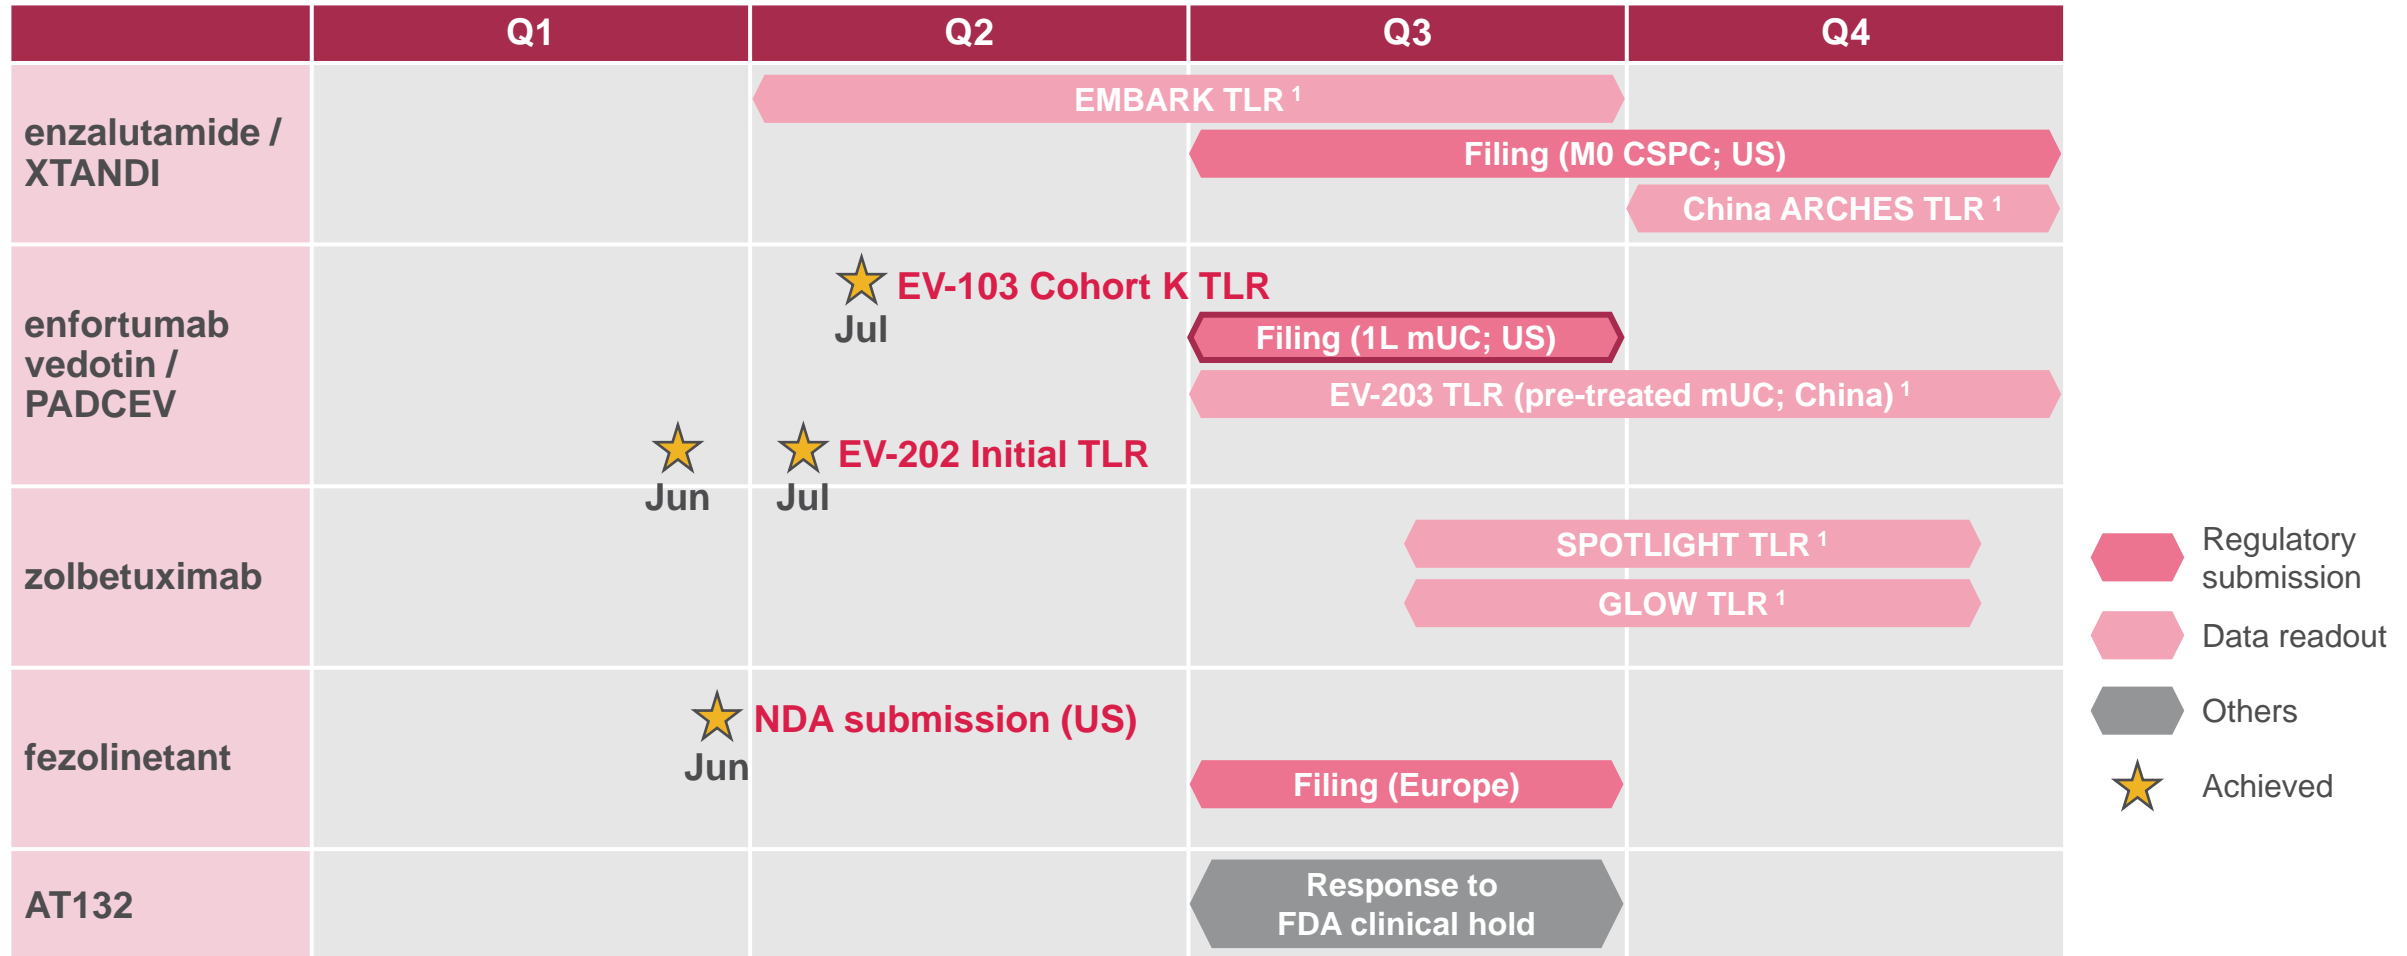 Q1 Q2 Q3 Q4
enzalutamide /
XTANDI
EMBARK TLR 1
Filing (M0 CSPC; US)
China ARCHES TLR 1
enfortumab
vedotin /
PADCEV
EV-103 Cohort K TLR
Jul
Filing (1L mUC; US)
EV-203 TLR (pre-treated mUC; China) 1
EV-202 Initial TLR
Jun Jul
zolbetuximab
SPOTLIGHT TLR 1
GLOW TLR 1
fezolinetant
NDA submission (US)
Jun
Filing (Europe)
AT132
Response to
FDA clinical hold
Regulatory
submission
Data readout
Others
Achieved